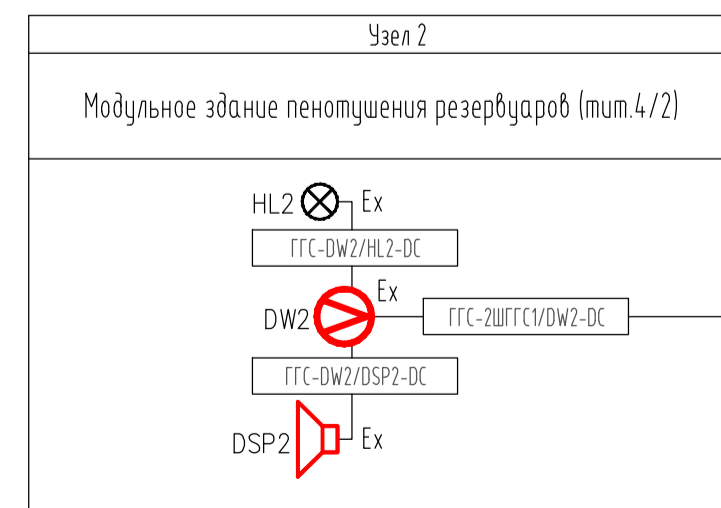 Узел 2
Модульное здание пенотушения резервуаров (тит.4/2)
HL2 Ex
ГГС-DW2/HL2-DC
Ex
DW2 ГГС-2ШГГС1/DW2-DC
ГГС-DW2/DSP2-DC
DSP2 Ex